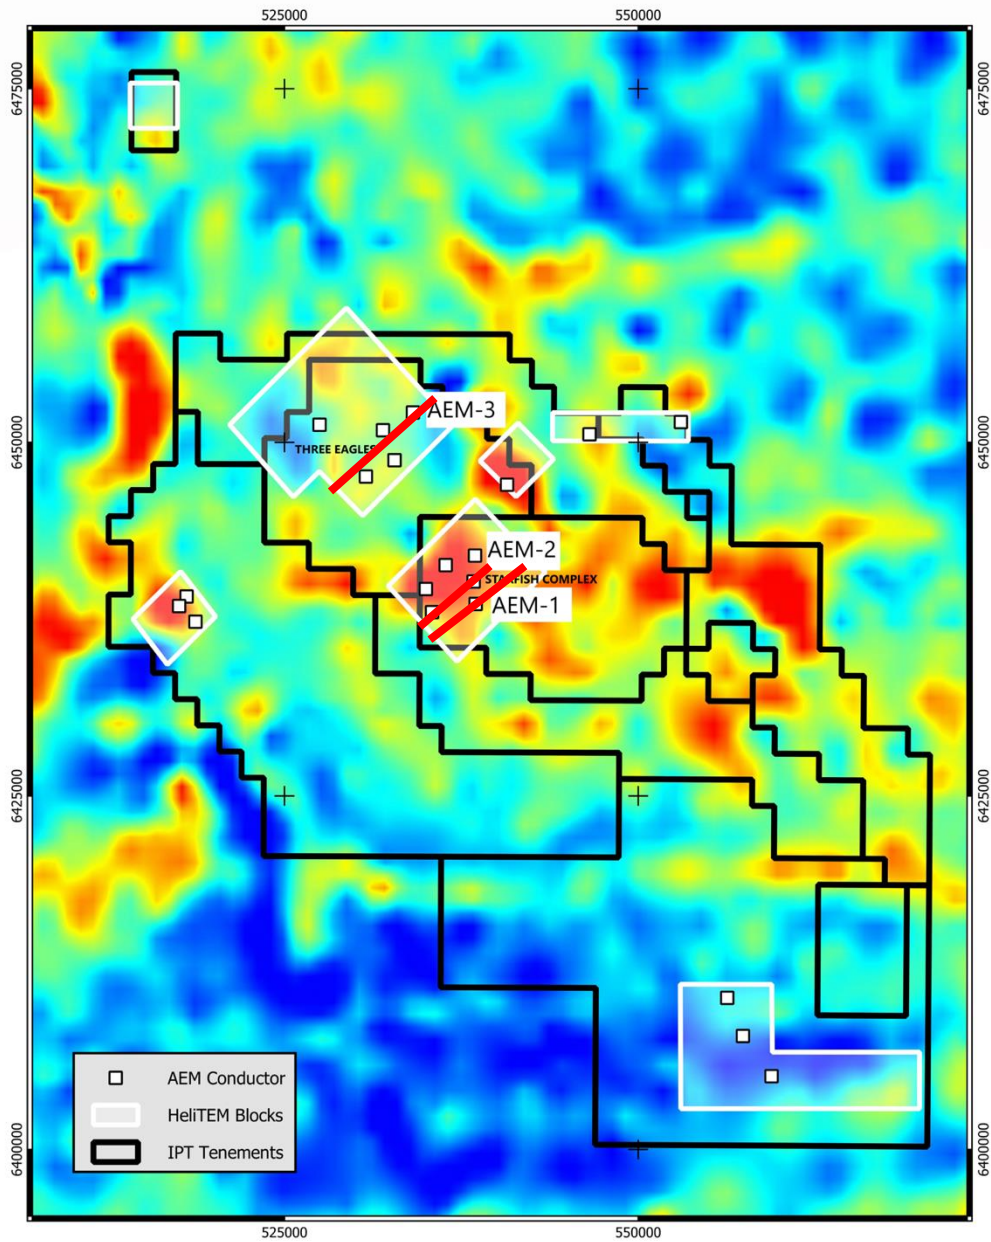 525000
550000
6475000
6475000
AEM-3
6450000
THREE EAGLES
6450000
AEM-2
STARFISH COMPLEX
AEM-1
6425000
6425000
AEM Conductor
HeliTEM Blocks
IPT Tenements
6400000
6400000
525000
550000